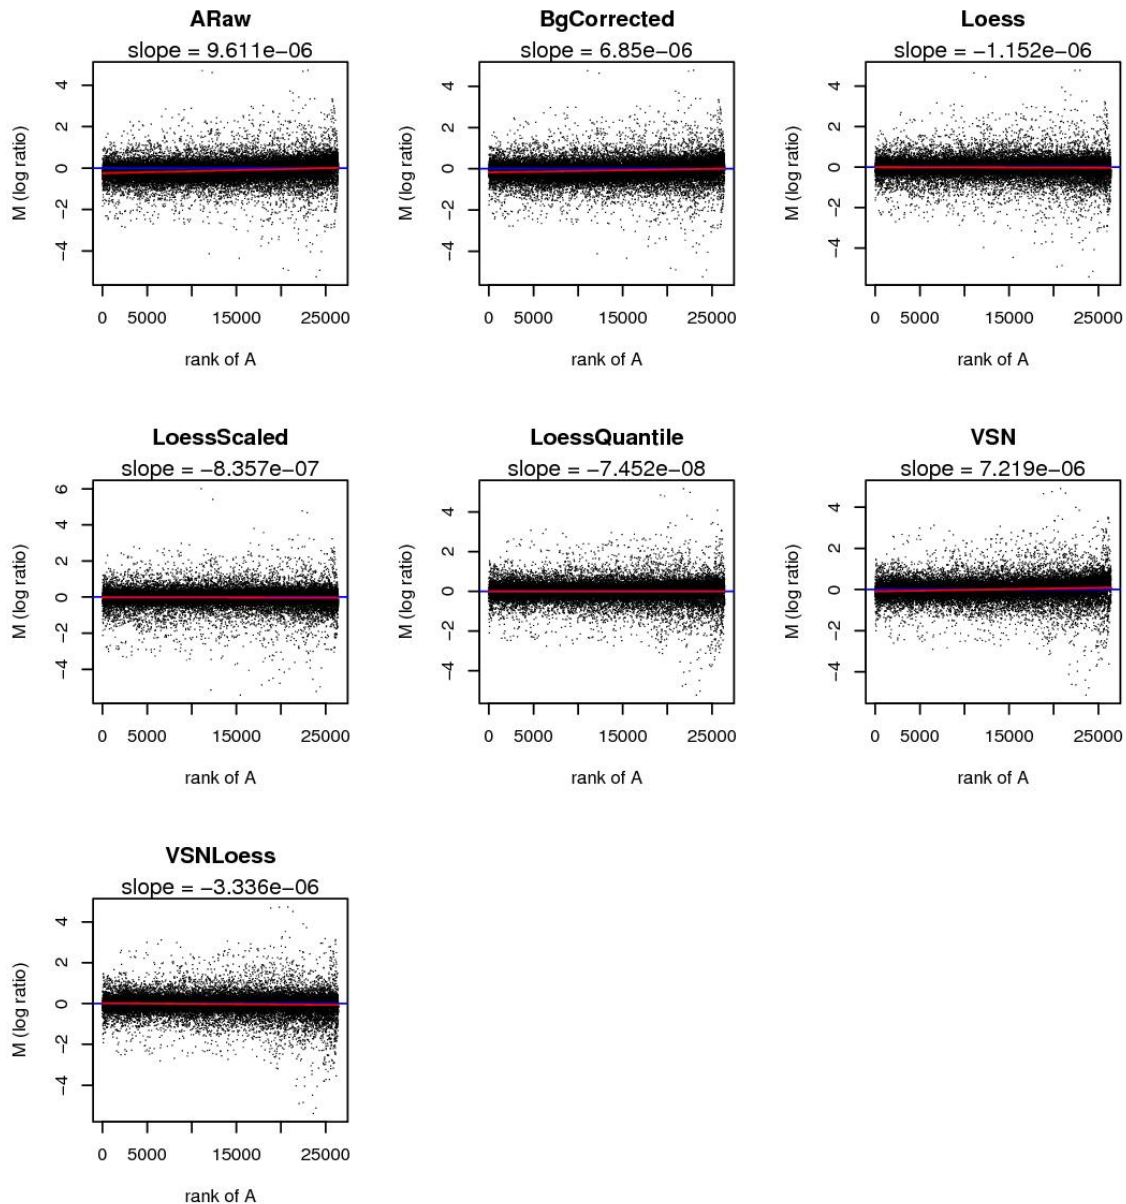 ARaw
slope = 9.611e−06
M (log ratio)
4
2
0
−2
−4
0 5000 15000 25000
rank of A
BgCorrected
slope = 6.85e−06
M (log ratio)
4
2
0
−2
−4
0 5000 15000 25000
rank of A
Loess
slope = −1.152e−06
M (log ratio)
4
2
0
−2
−4
0 5000 15000 25000
rank of A
LoessScaled
slope = −8.357e−07
M (log ratio)
6
4
2
0
−2
−4
0 5000 15000 25000
rank of A
LoessQuantile
slope = −7.452e−08
M (log ratio)
4
2
0
−2
−4
0 5000 15000 25000
rank of A
VSN
slope = 7.219e−06
M (log ratio)
4
2
0
−2
−4
0 5000 15000 25000
rank of A
VSNLoess
slope = −3.336e−06
M (log ratio)
4
2
0
−2
−4
0 5000 15000 25000
rank of A